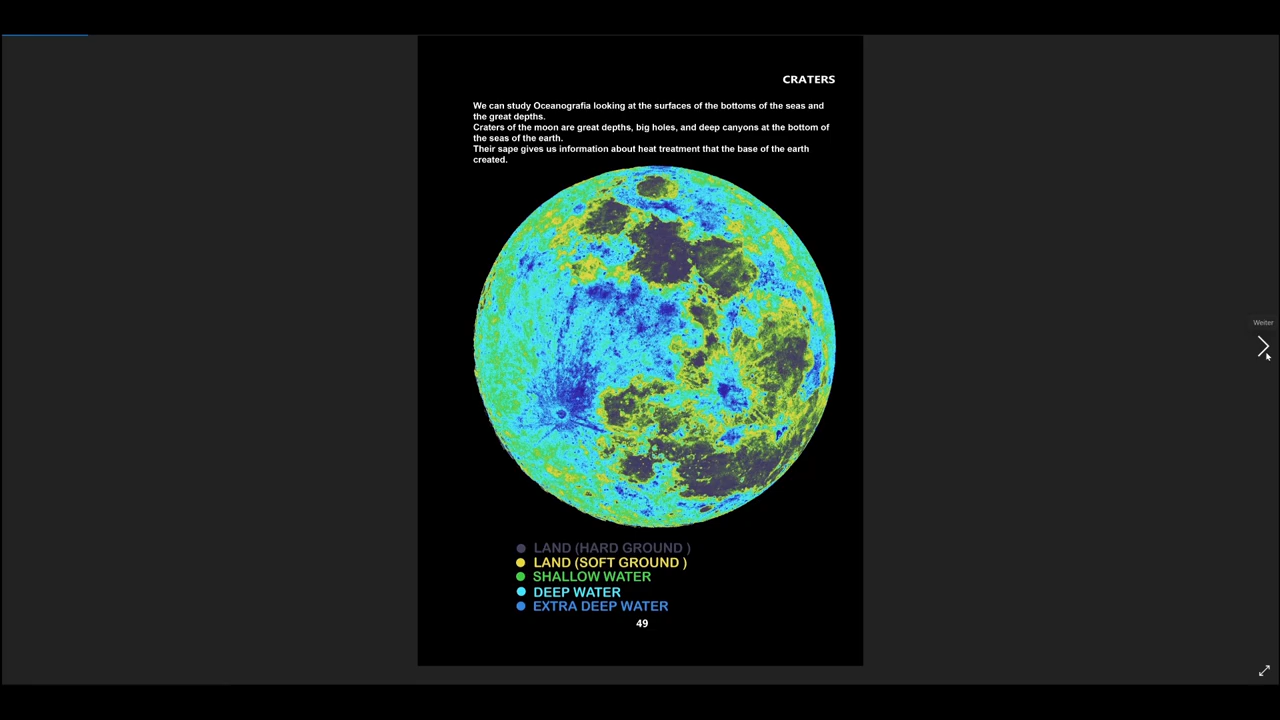 CRATERS
We can study Oceanografia looking at the surfaces of the bottoms of the seas and
the great depths.
Craters of the moon are great depths, big holes, and deep canyons at the bottom of
the seas of the earth.
Their sape gives us information about heat treatment that the base of the earth
created.
Weiter
LAND (HARD GROUND )
LAND (SOFT GROUND )
SHALLOW WATER
DEEP WATER
EXTRA DEEP WATER
49